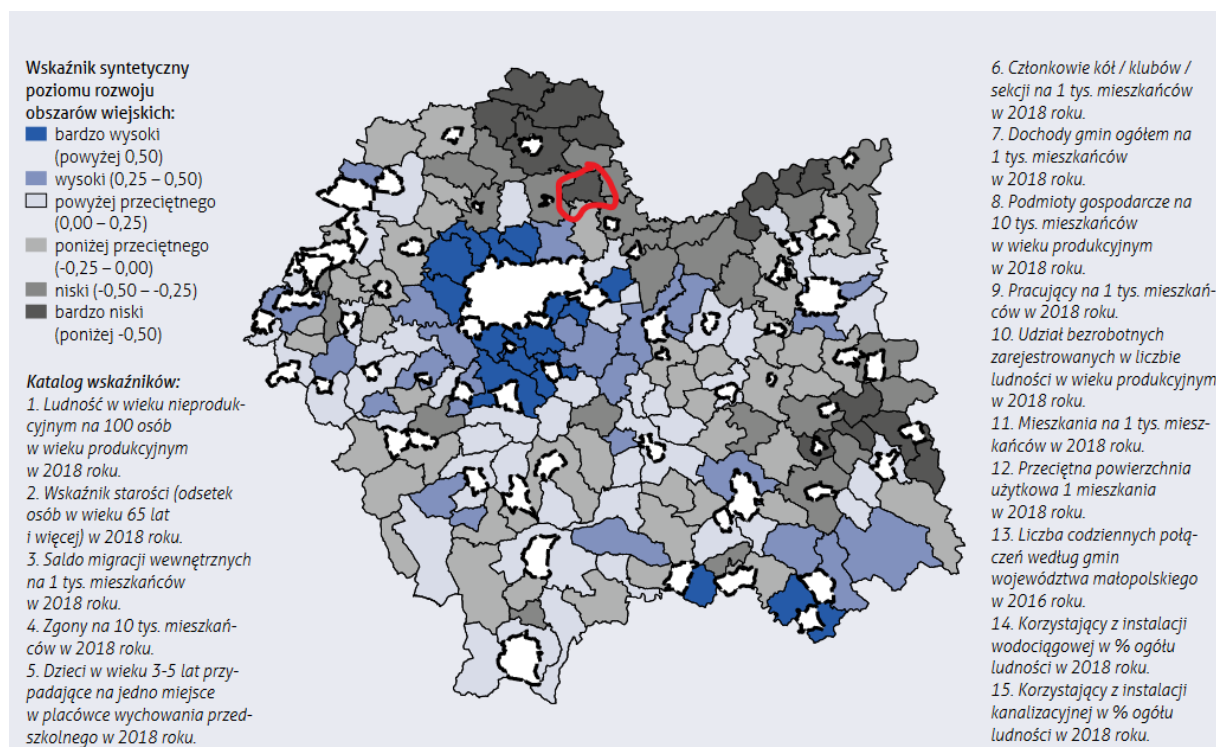 Wskaźnik syntetyczny
poziomu rozwoju
obszarów wiejskich:
bardzo wysoki
(powyżej 0,50)
wysoki (0,25 – 0,50)
powyżej przeciętnego
(0,00 – 0,25)
poniżej przeciętnego
(-0,25 – 0,00)
niski (-0,50 – -0,25)
bardzo niski
(poniżej -0,50)
Katalog wskaźników:
1. Ludność w wieku nieproduk-
cyjnym na 100 osób
w wieku produkcyjnym
w 2018 roku.
2. Wskaźnik starości (odsetek
osób w wieku 65 lat
i więcej) w 2018 roku.
3. Saldo migracji wewnętrznych
na 1 tys. mieszkańców
w 2018 roku.
4. Zgony na 10 tys. mieszkań-
ców w 2018 roku.
5. Dzieci w wieku 3-5 lat przy-
padające na jedno miejsce
w placówce wychowania przed-
szkolnego w 2018 roku.
6. Członkowie kół / klubów /
sekcji na 1 tys. mieszkańców
w 2018 roku.
7. Dochody gmin ogółem na
1 tys. mieszkańców
w 2018 roku.
8. Podmioty gospodarcze na
10 tys. mieszkańców
w wieku produkcyjnym
w 2018 roku.
9. Pracujący na 1 tys. mieszkań-
ców w 2018 roku.
10. Udział bezrobotnych
zarejestrowanych w liczbie
ludności w wieku produkcyjnym
w 2018 roku.
11. Mieszkania na 1 tys. miesz-
kańców w 2018 roku.
12. Przeciętna powierzchnia
użytkowa 1 mieszkania
w 2018 roku.
13. Liczba codziennych połą-
czeń według gmin
województwa małopolskiego
w 2016 roku.
14. Korzystający z instalacji
wodociągowej w % ogółu
ludności w 2018 roku.
15. Korzystający z instalacji
kanalizacyjnej w % ogółu
ludności w 2018 roku.